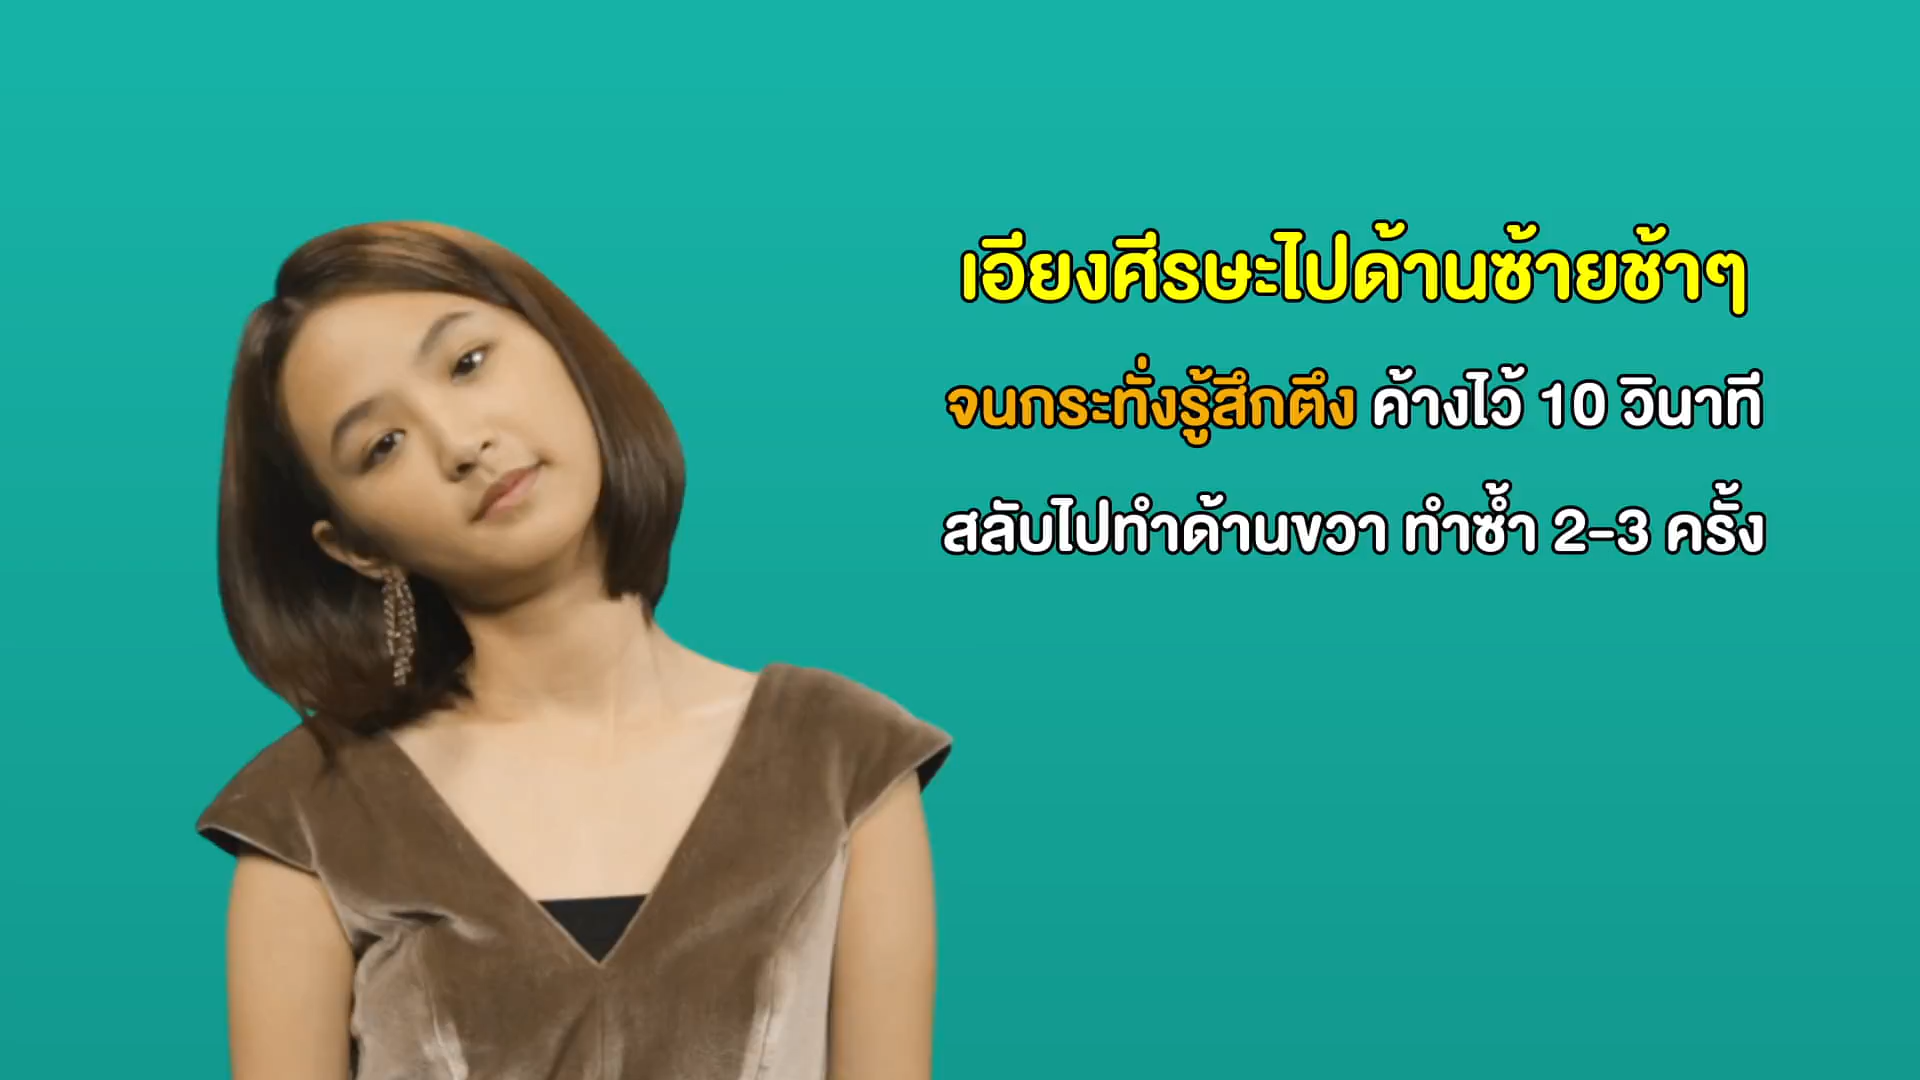 เอียงศีรษะไปด้านซ้ายช้าๆ
จนกระทั่งรู้สึกตึง ค้างไว้ 10 วินาที
สลับไปทำด้านขวา ทำซ้ำ 2-3 ครั้ง